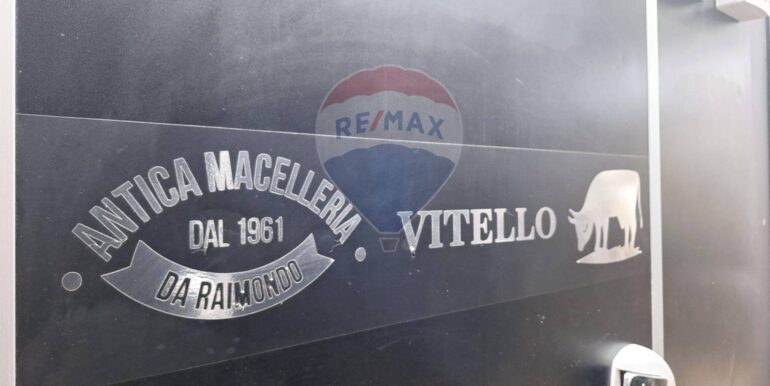 RE/MAX
ANTICA MACELLERIA
DAL 1961
DA RAIMONDO
VITELLO